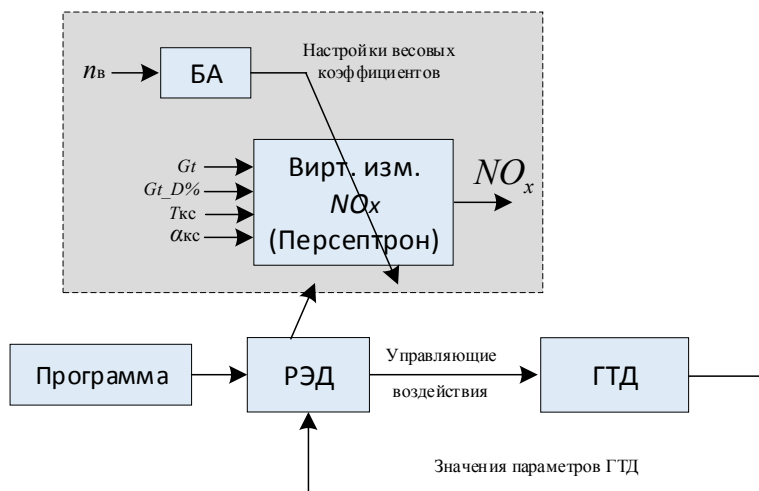 Настройки весовых
коэффициентов
nв
БА
Gt
Gt_D%
Tкс
αкс
Вирт. изм.
NOx
(Персептрон)
NOx
Программа
РЭД
Управляющие
воздействия
ГТД
Значения параметров ГТД